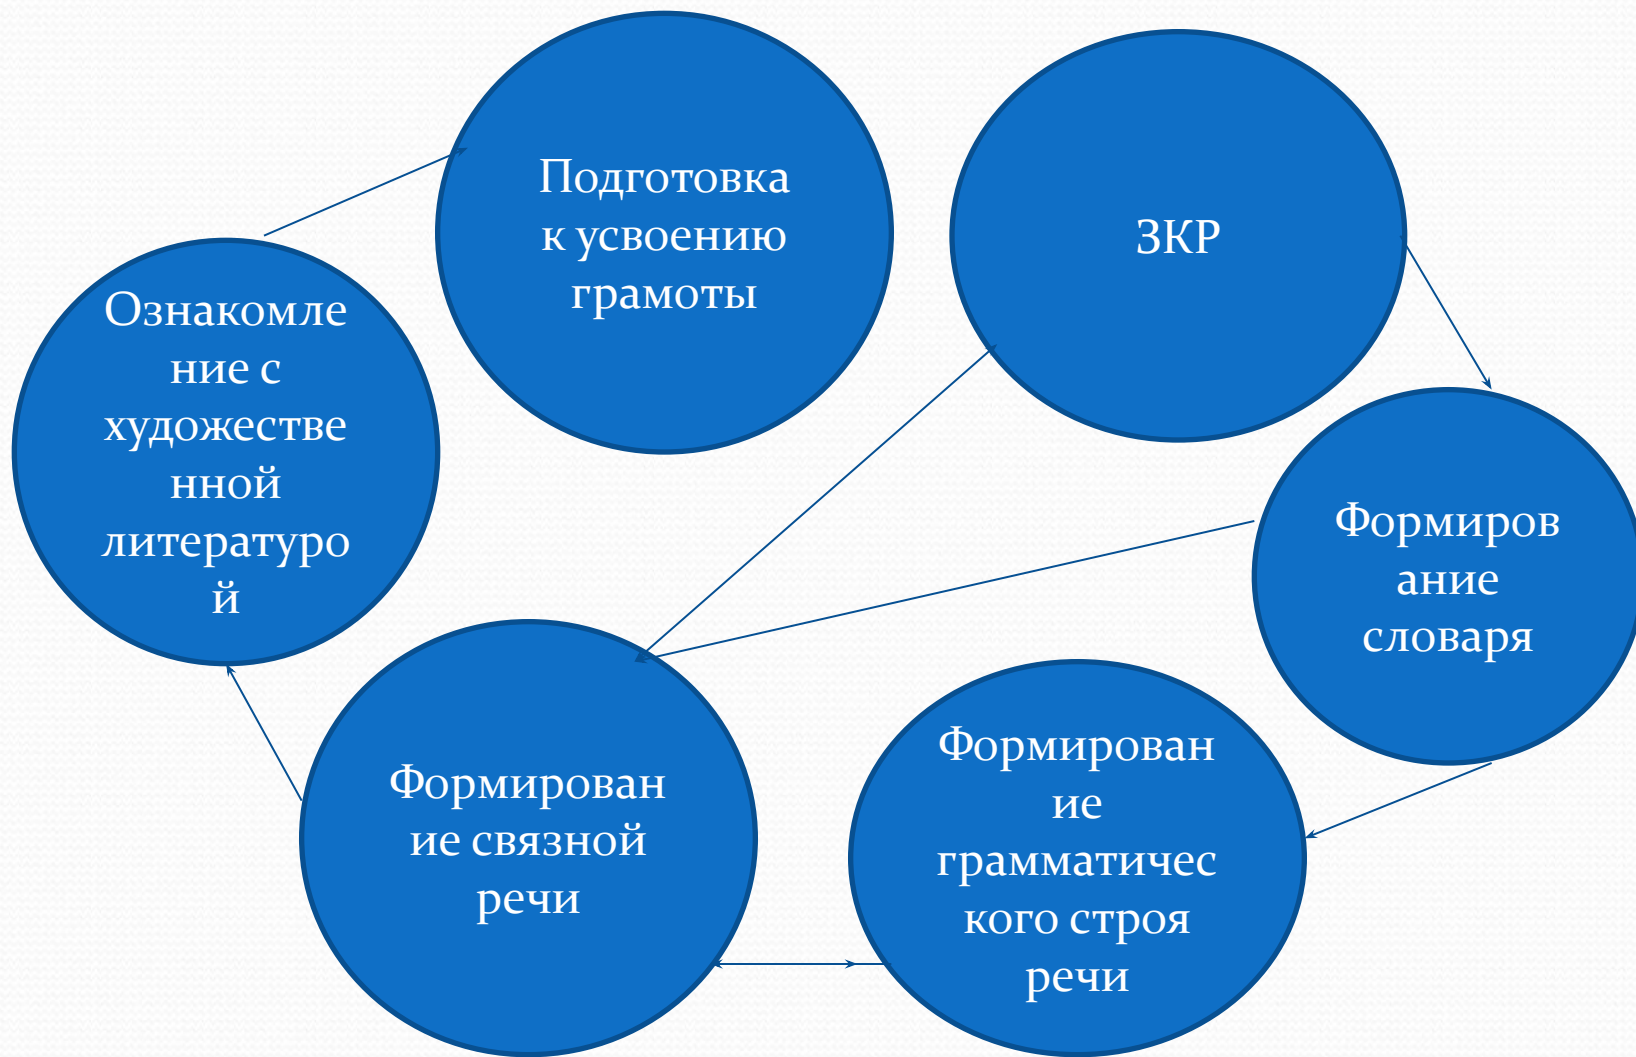 Подготовка
к усвоению
грамоты
ЗКР
Ознакомле
ние с
художестве
нной
литературо
й
Формиров
ание
словаря
Формирован
ие
грамматичес
кого строя
речи
Формирован
ие связной
речи